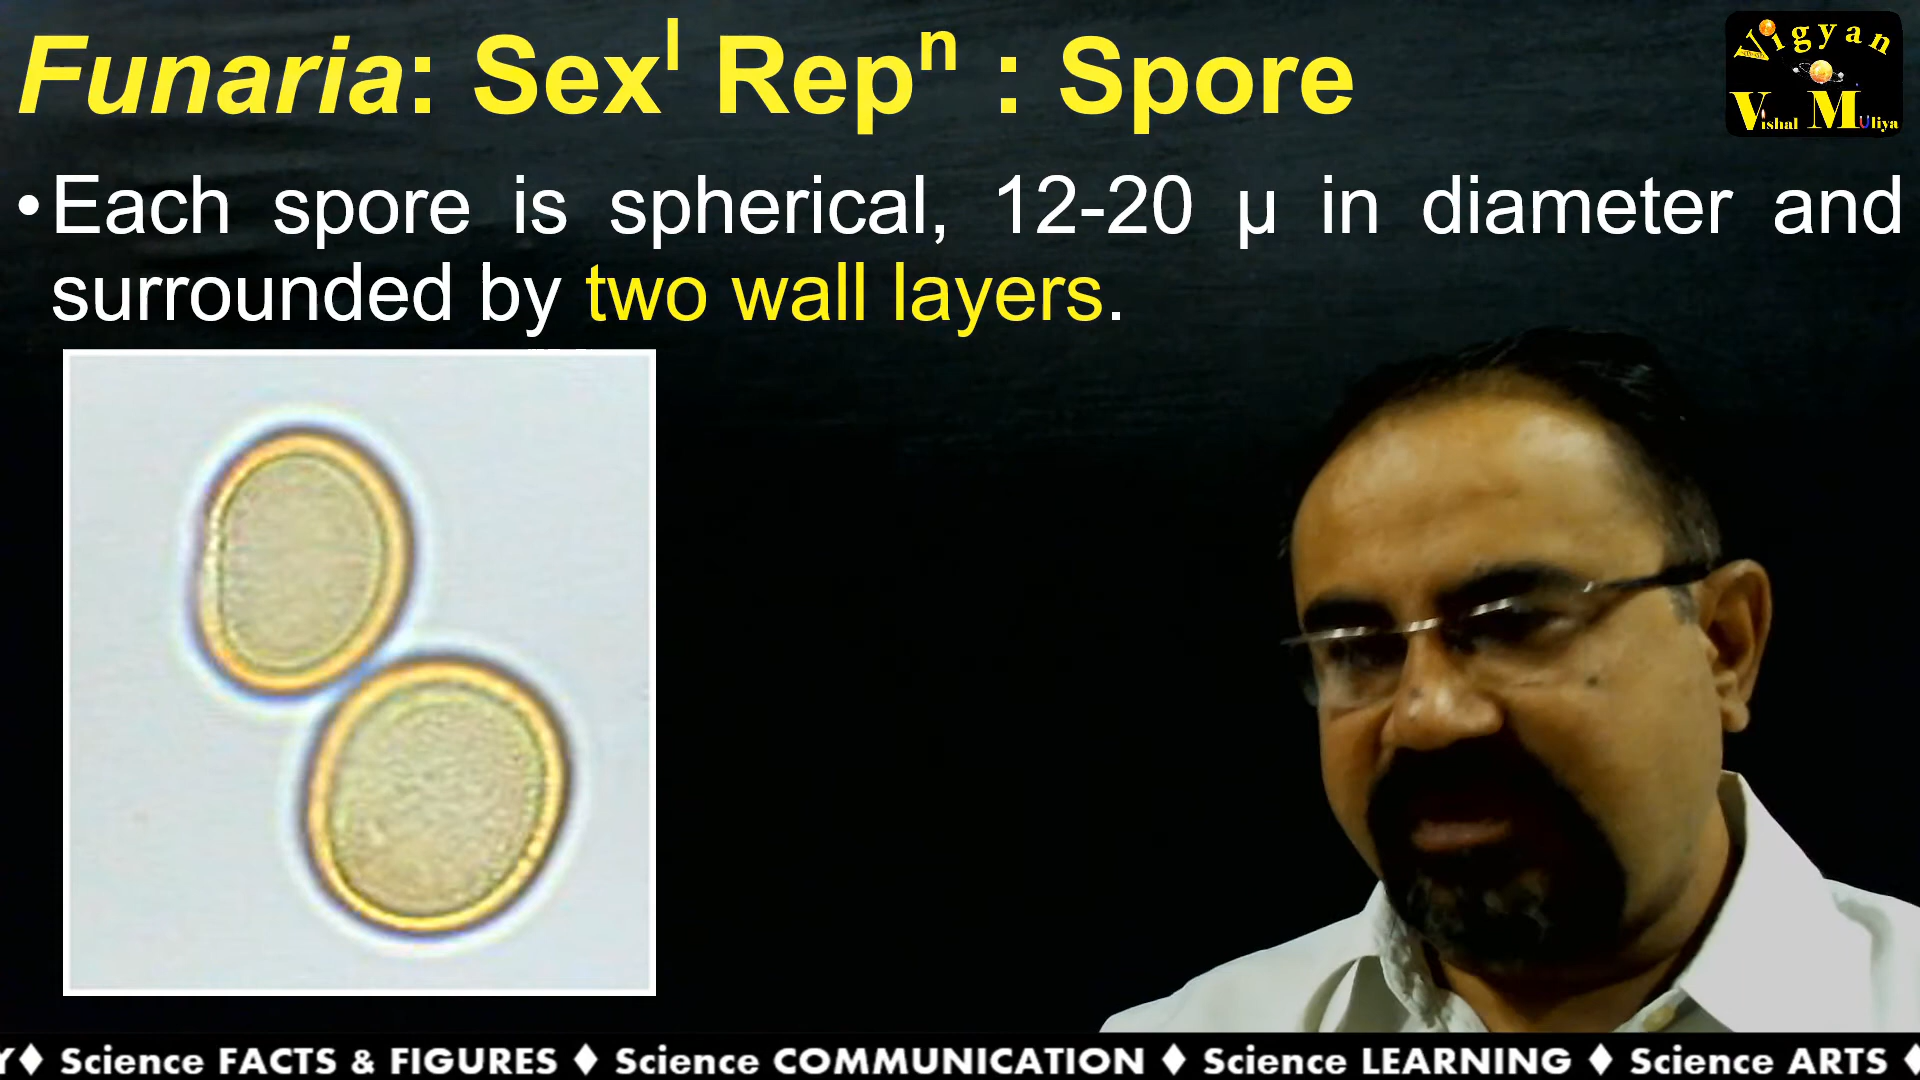 Funaria: Sexˡ Repⁿ : Spore
Vigyan
Vishal MUliya
•Each spore is spherical, 12-20 µ in diameter and
surrounded by two wall layers.
Y♦ Science FACTS & FIGURES ♦ Science COMMUNICATION ♦ Science LEARNING ♦ Science ARTS ♦